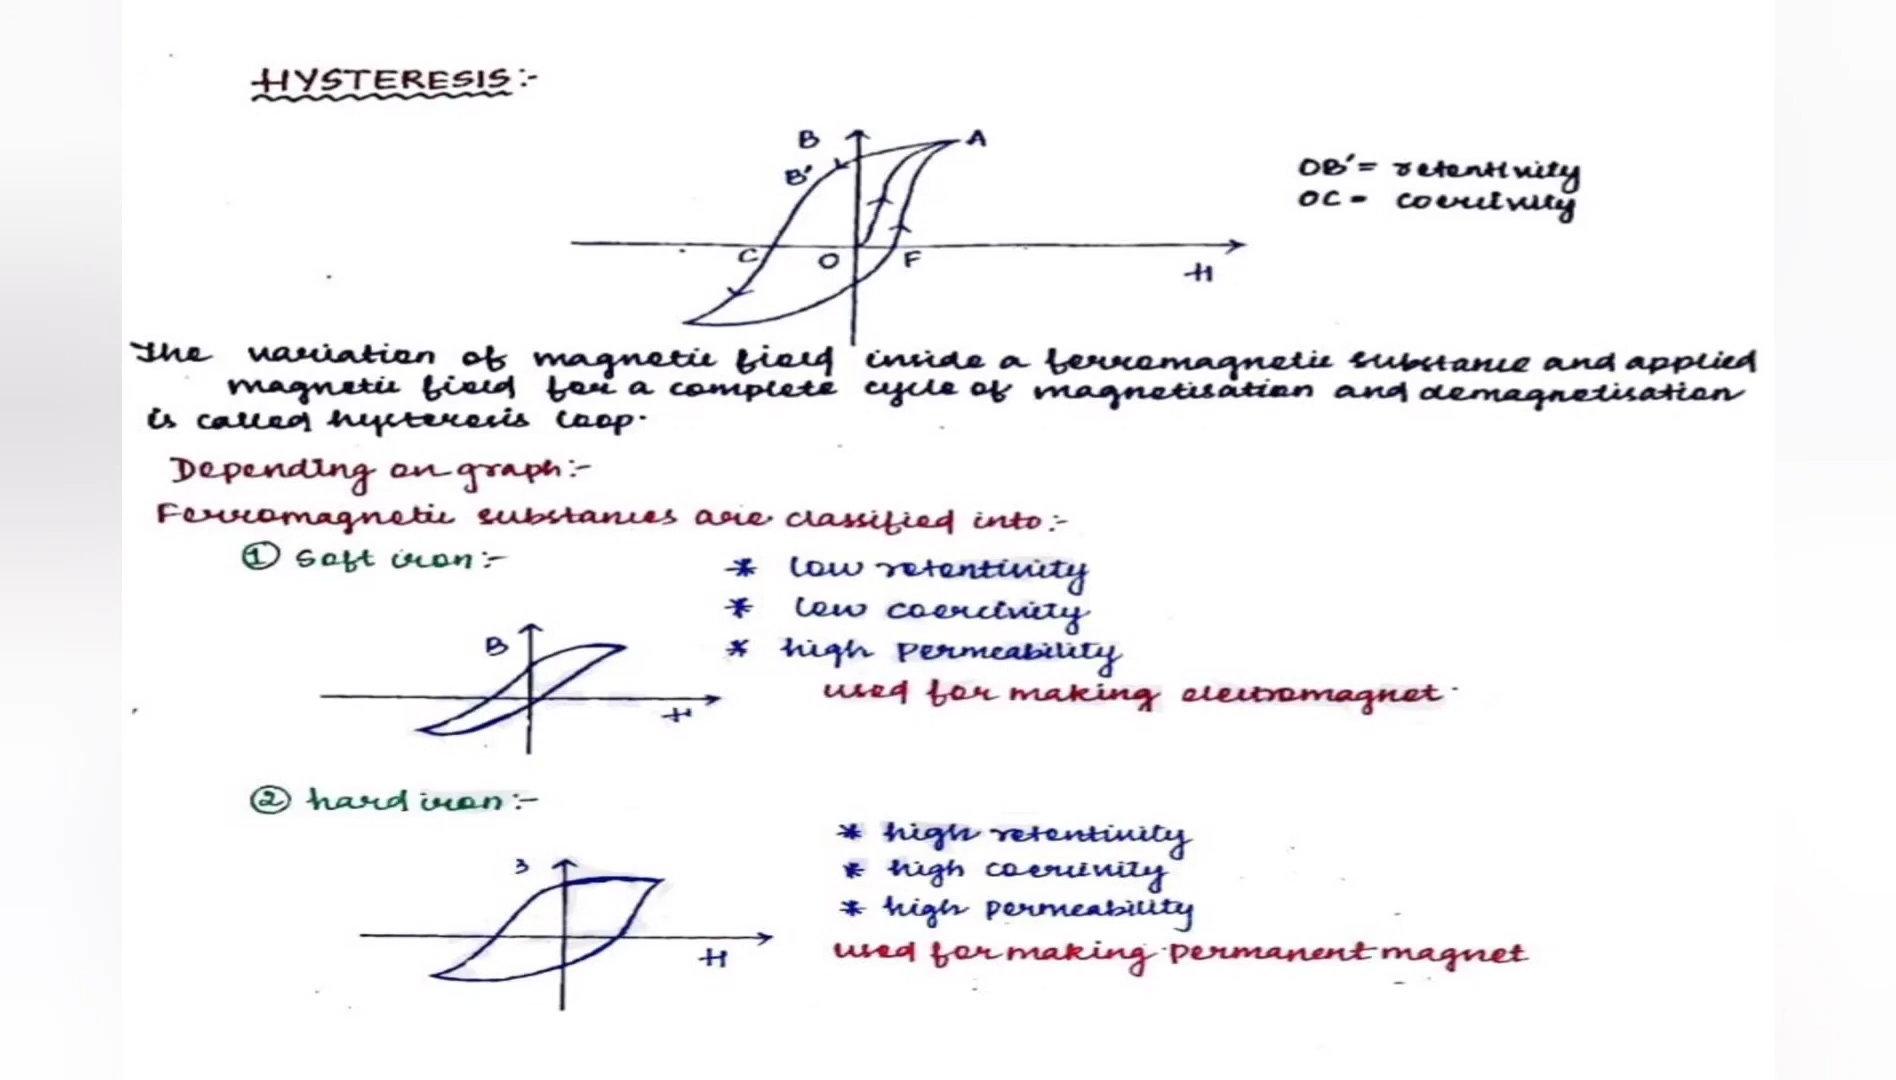 HYSTERESIS:-
B
A
B'
OB' = retentivity
OC = coercivity
C
O
F
H
The variation of magnetic field inside a ferromagnetic substance and applied
magnetic field for a complete cycle of magnetisation and demagnetisation
is called hysteresis loop.
Depending on graph:-
Ferromagnetic substances are classified into:-
① Soft iron:-
* low retentivity
* low coercivity
B
* high permeability
used for making electromagnet.
H
② hard iron:-
* high retentivity
B
* high coercivity
* high permeability
used for making permanent magnet
H